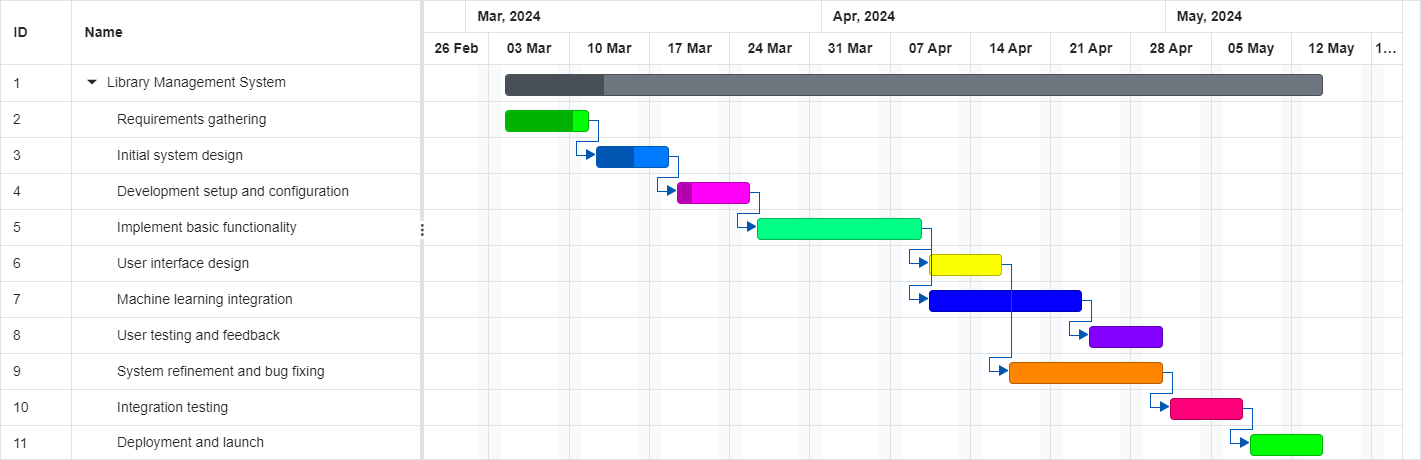 ID Name Mar, 2024 Apr, 2024 May, 2024
26 Feb 03 Mar 10 Mar 17 Mar 24 Mar 31 Mar 07 Apr 14 Apr 21 Apr 28 Apr 05 May 12 May 1...
1 Library Management System
2 Requirements gathering
3 Initial system design
4 Development setup and configuration
5 Implement basic functionality
6 User interface design
7 Machine learning integration
8 User testing and feedback
9 System refinement and bug fixing
10 Integration testing
11 Deployment and launch